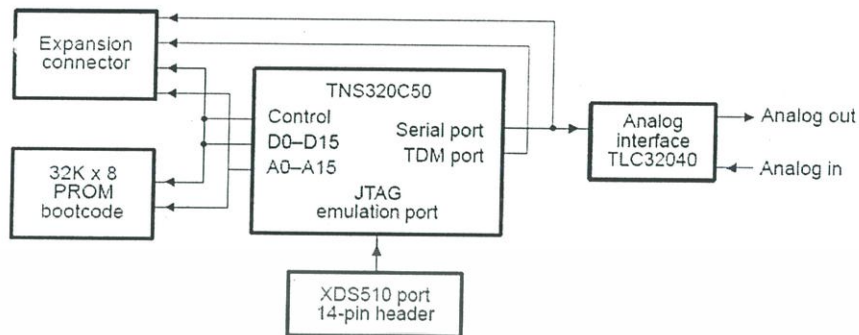 Expansion
connector
32K x 8
PROM
bootcode
TNS320C50
Control
D0–D15
A0–A15
Serial port
TDM port
JTAG
emulation port
XDS510 port
14-pin header
Analog
interface
TLC32040
Analog out
Analog in